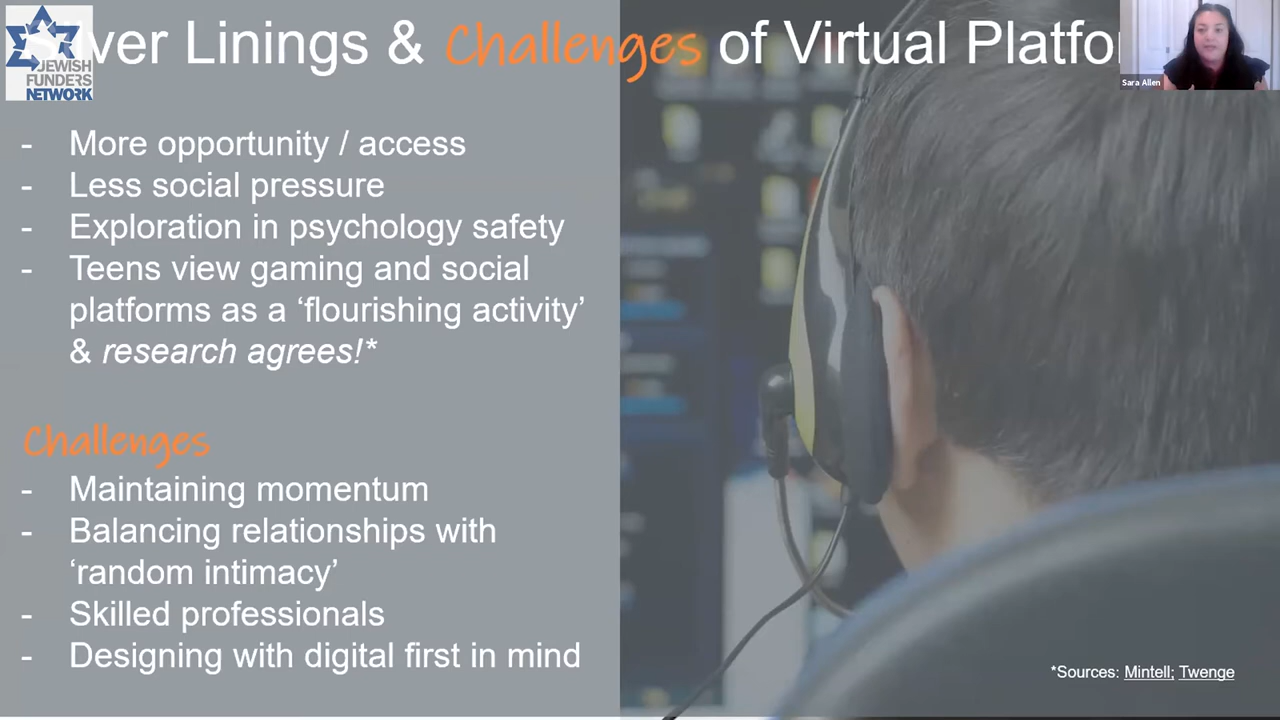 lver Linings & Challenges of Virtual Platfo
JEWISH
FUNDERS
NETWORK
Sara Allen
- More opportunity / access
- Less social pressure
- Exploration in psychology safety
- Teens view gaming and social
platforms as a ‘flourishing activity’
& research agrees!*
Challenges
- Maintaining momentum
- Balancing relationships with
‘random intimacy’
- Skilled professionals
- Designing with digital first in mind
*Sources: Mintell; Twenge